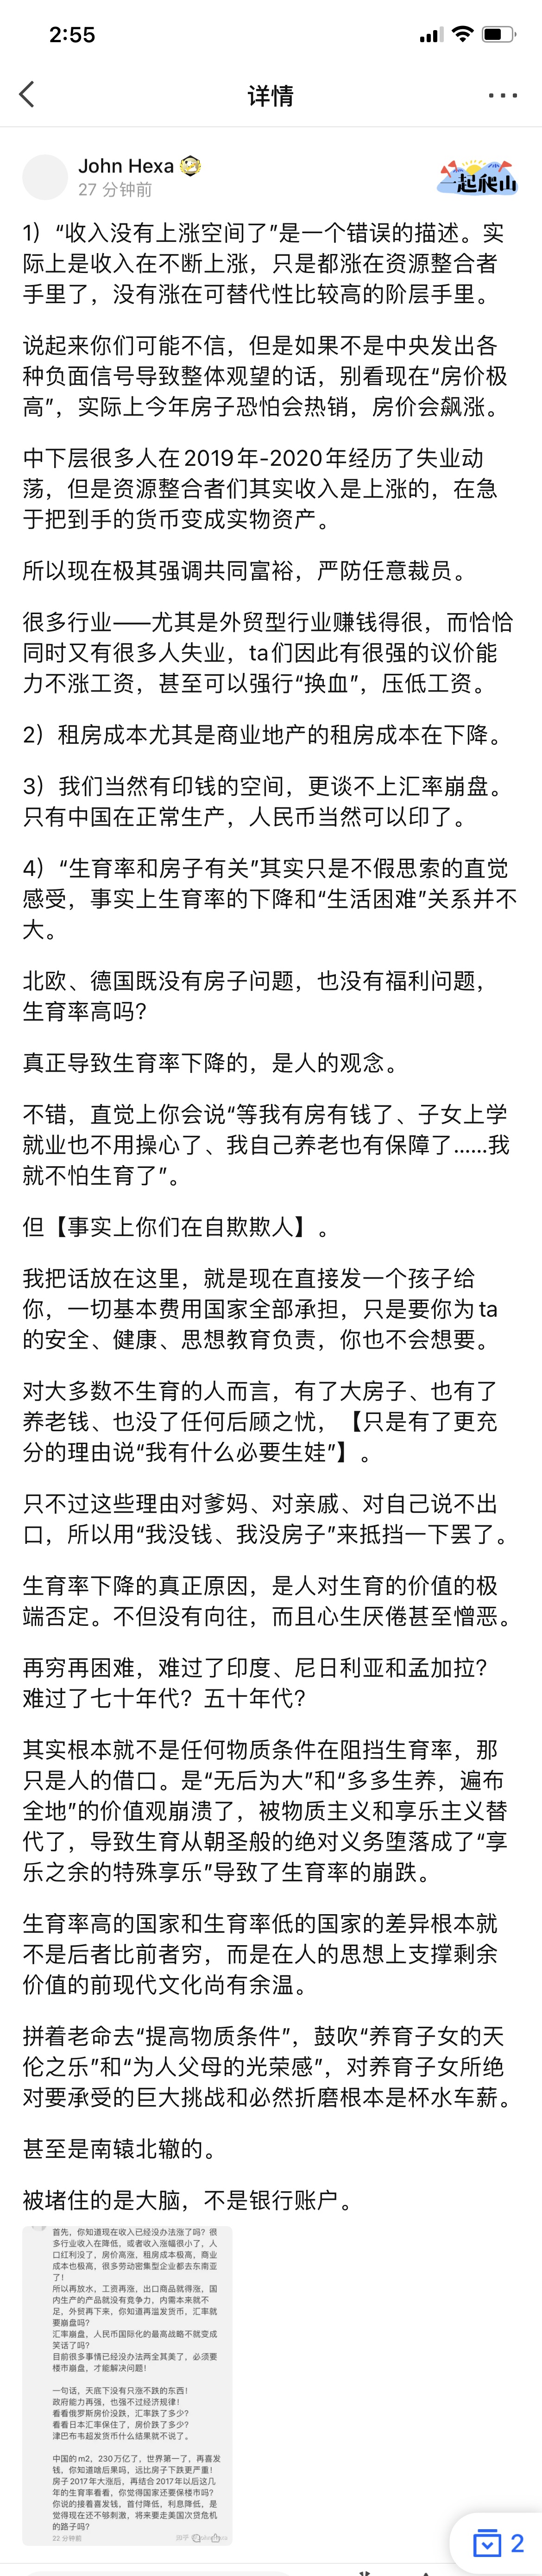 2:55
详情
John Hexa
27 分钟前
一起爬山
1）“收入没有上涨空间了”是一个错误的描述。实
际上是收入在不断上涨，只是都涨在资源整合者
手里了，没有涨在可替代性比较高的阶层手里。
说起来你们可能不信，但是如果不是中央发出各
种负面信号导致整体观望的话，别看现在“房价极
高”，实际上今年房子恐怕会热销，房价会飙涨。
中下层很多人在2019年-2020年经历了失业动
荡，但是资源整合者们其实收入是上涨的，在急
于把到手的货币变成实物资产。
所以现在极其强调共同富裕，严防任意裁员。
很多行业——尤其是外贸型行业赚钱得很，而恰恰
同时又有很多人失业，ta们因此有很强的议价能
力不涨工资，甚至可以强行“换血”，压低工资。
2）租房成本尤其是商业地产的租房成本在下降。
3）我们当然有印钱的空间，更谈不上汇率崩盘。
只有中国在正常生产，人民币当然可以印了。
4）“生育率和房子有关”其实只是不假思索的直觉
感受，事实上生育率的下降和“生活困难”关系并不
大。
北欧、德国既没有房子问题，也没有福利问题，
生育率高吗？
真正导致生育率下降的，是人的观念。
不错，直觉上你会说“等我有房有钱了、子女上学
就业也不用操心了、我自己养老也有保障了……我
就不怕生育了”。
但【事实上你们在自欺欺人】。
我把话放在这里，就是现在直接发一个孩子给
你，一切基本费用国家全部承担，只是要你为ta
的安全、健康、思想教育负责，你也不会想要。
对大多数不生育的人而言，有了大房子、也有了
养老钱、也没了任何后顾之忧，【只是有了更充
分的理由说“我有什么必要生娃”】。
只不过这些理由对爹妈、对亲戚、对自己说不出
口，所以用“我没钱、我没房子”来抵挡一下罢了。
生育率下降的真正原因，是人对生育的价值的极
端否定。不但没有向往，而且心生厌倦甚至憎恶。
再穷再困难，难过了印度、尼日利亚和孟加拉？
难过了七十年代？五十年代？
其实根本就不是任何物质条件在阻挡生育率，那
只是人的借口。是“无后为大”和“多多生养，遍布
全地”的价值观崩溃了，被物质主义和享乐主义替
代了，导致生育从朝圣般的绝对义务堕落成了“享
乐之余的特殊享乐”导致了生育率的崩跌。
生育率高的国家和生育率低的国家的差异根本就
不是后者比前者穷，而是在人的思想上支撑剩余
价值的前现代文化尚有余温。
拼着老命去“提高物质条件”，鼓吹“养育子女的天
伦之乐”和“为人父母的光荣感”，对养育子女所绝
对要承受的巨大挑战和必然折磨根本是杯水车薪。
甚至是南辕北辙的。
被堵住的是大脑，不是银行账户。
首先，你知道现在收入已经没办法涨了吗？很
多行业收入在降低，或者收入涨幅很小了，人
口红利没了，房价高涨，租房成本极高，商业
成本也极高，很多劳动密集型企业都去东南亚
了！
所以再放水，工资再涨，出口商品就得涨，国
内生产的产品就没有竞争力，内需本来就不
足，外贸再下来，你知道再滥发货币，汇率就
要崩盘吗？
汇率崩盘，人民币国际化的最高战略不就变成
笑话了吗？
目前很多事情已经没办法两全其美了，必须要
楼市崩盘，才能解决问题！
一句话，天底下没有只涨不跌的东西！
政府能力再强，也强不过经济规律！
看看俄罗斯房价没跌，汇率跌了多少？
看看日本汇率保住了，房价跌了多少？
津巴布韦超发货币什么结果就不说了。
中国的m2，230万亿了，世界第一了，再喜发
钱，你知道啥后果吗，远比房子下跌更严重！
房子2017年大涨后，再结合2017年以后这几
年的生育率看看，你觉得国家还要保楼市吗？
你说的接着喜发钱，首付降低，利息降低，是
觉得现在还不够刺激，将来要走美国次贷危机
的路子吗？
22 分钟前
知乎
2